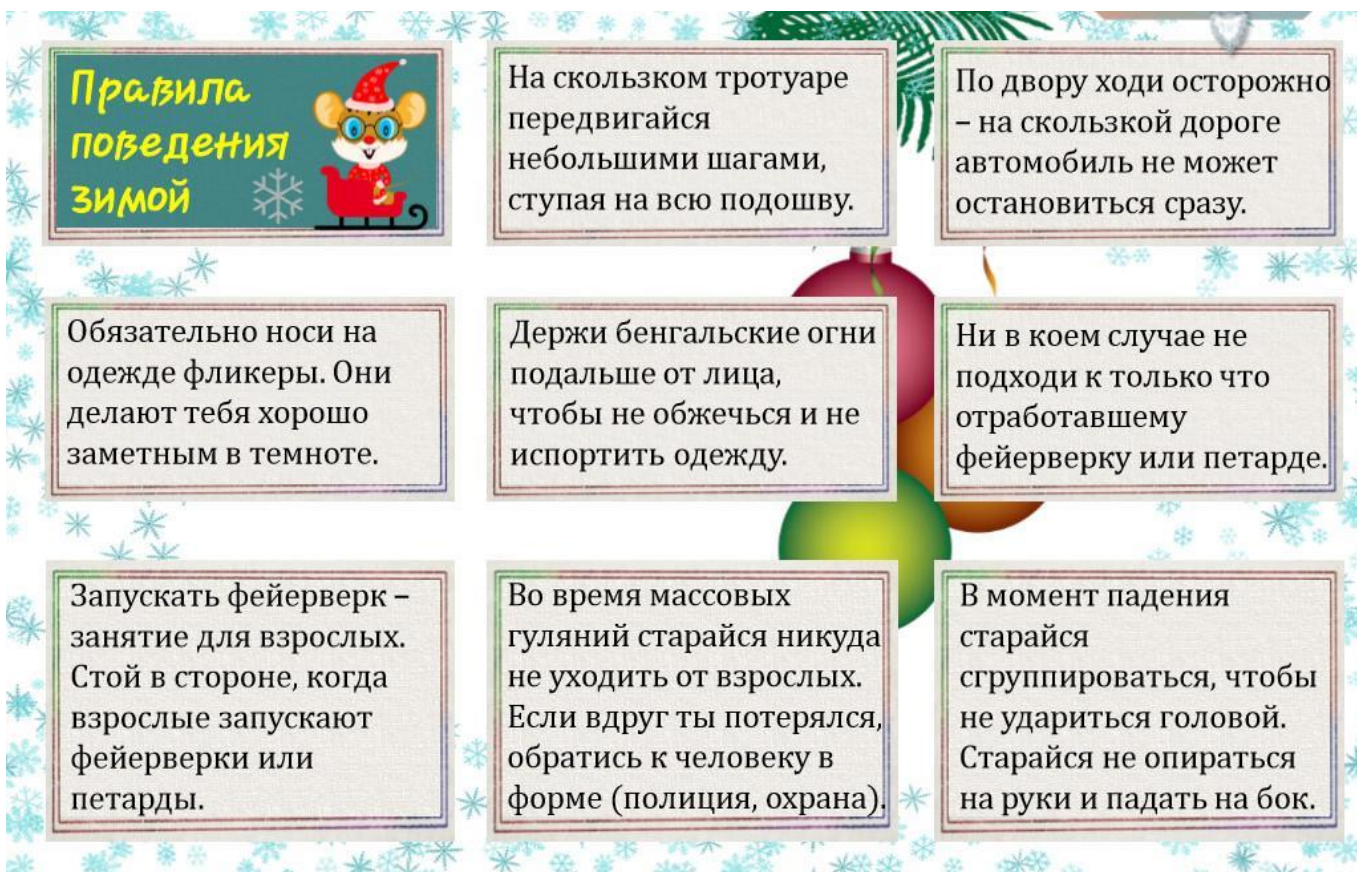 Правила
поведения
зимой
На скользком тротуаре
передвигайся
небольшими шагами,
ступая на всю подошву.
По двору ходи осторожно
– на скользкой дороге
автомобиль не может
остановиться сразу.
Обязательно носи на
одежде фликеры. Они
делают тебя хорошо
заметным в темноте.
Держи бенгальские огни
подальше от лица,
чтобы не обжечься и не
испортить одежду.
Ни в коем случае не
подходи к только что
отработавшему
фейерверку или петарде.
Запускать фейерверк –
занятие для взрослых.
Стой в стороне, когда
взрослые запускают
фейерверки или
петарды.
Во время массовых
гуляний старайся никуда
не уходить от взрослых.
Если вдруг ты потерялся,
обратись к человеку в
форме (полиция, охрана).
В момент падения
старайся
сгруппироваться, чтобы
не удариться головой.
Старайся не опираться
на руки и падать на бок.